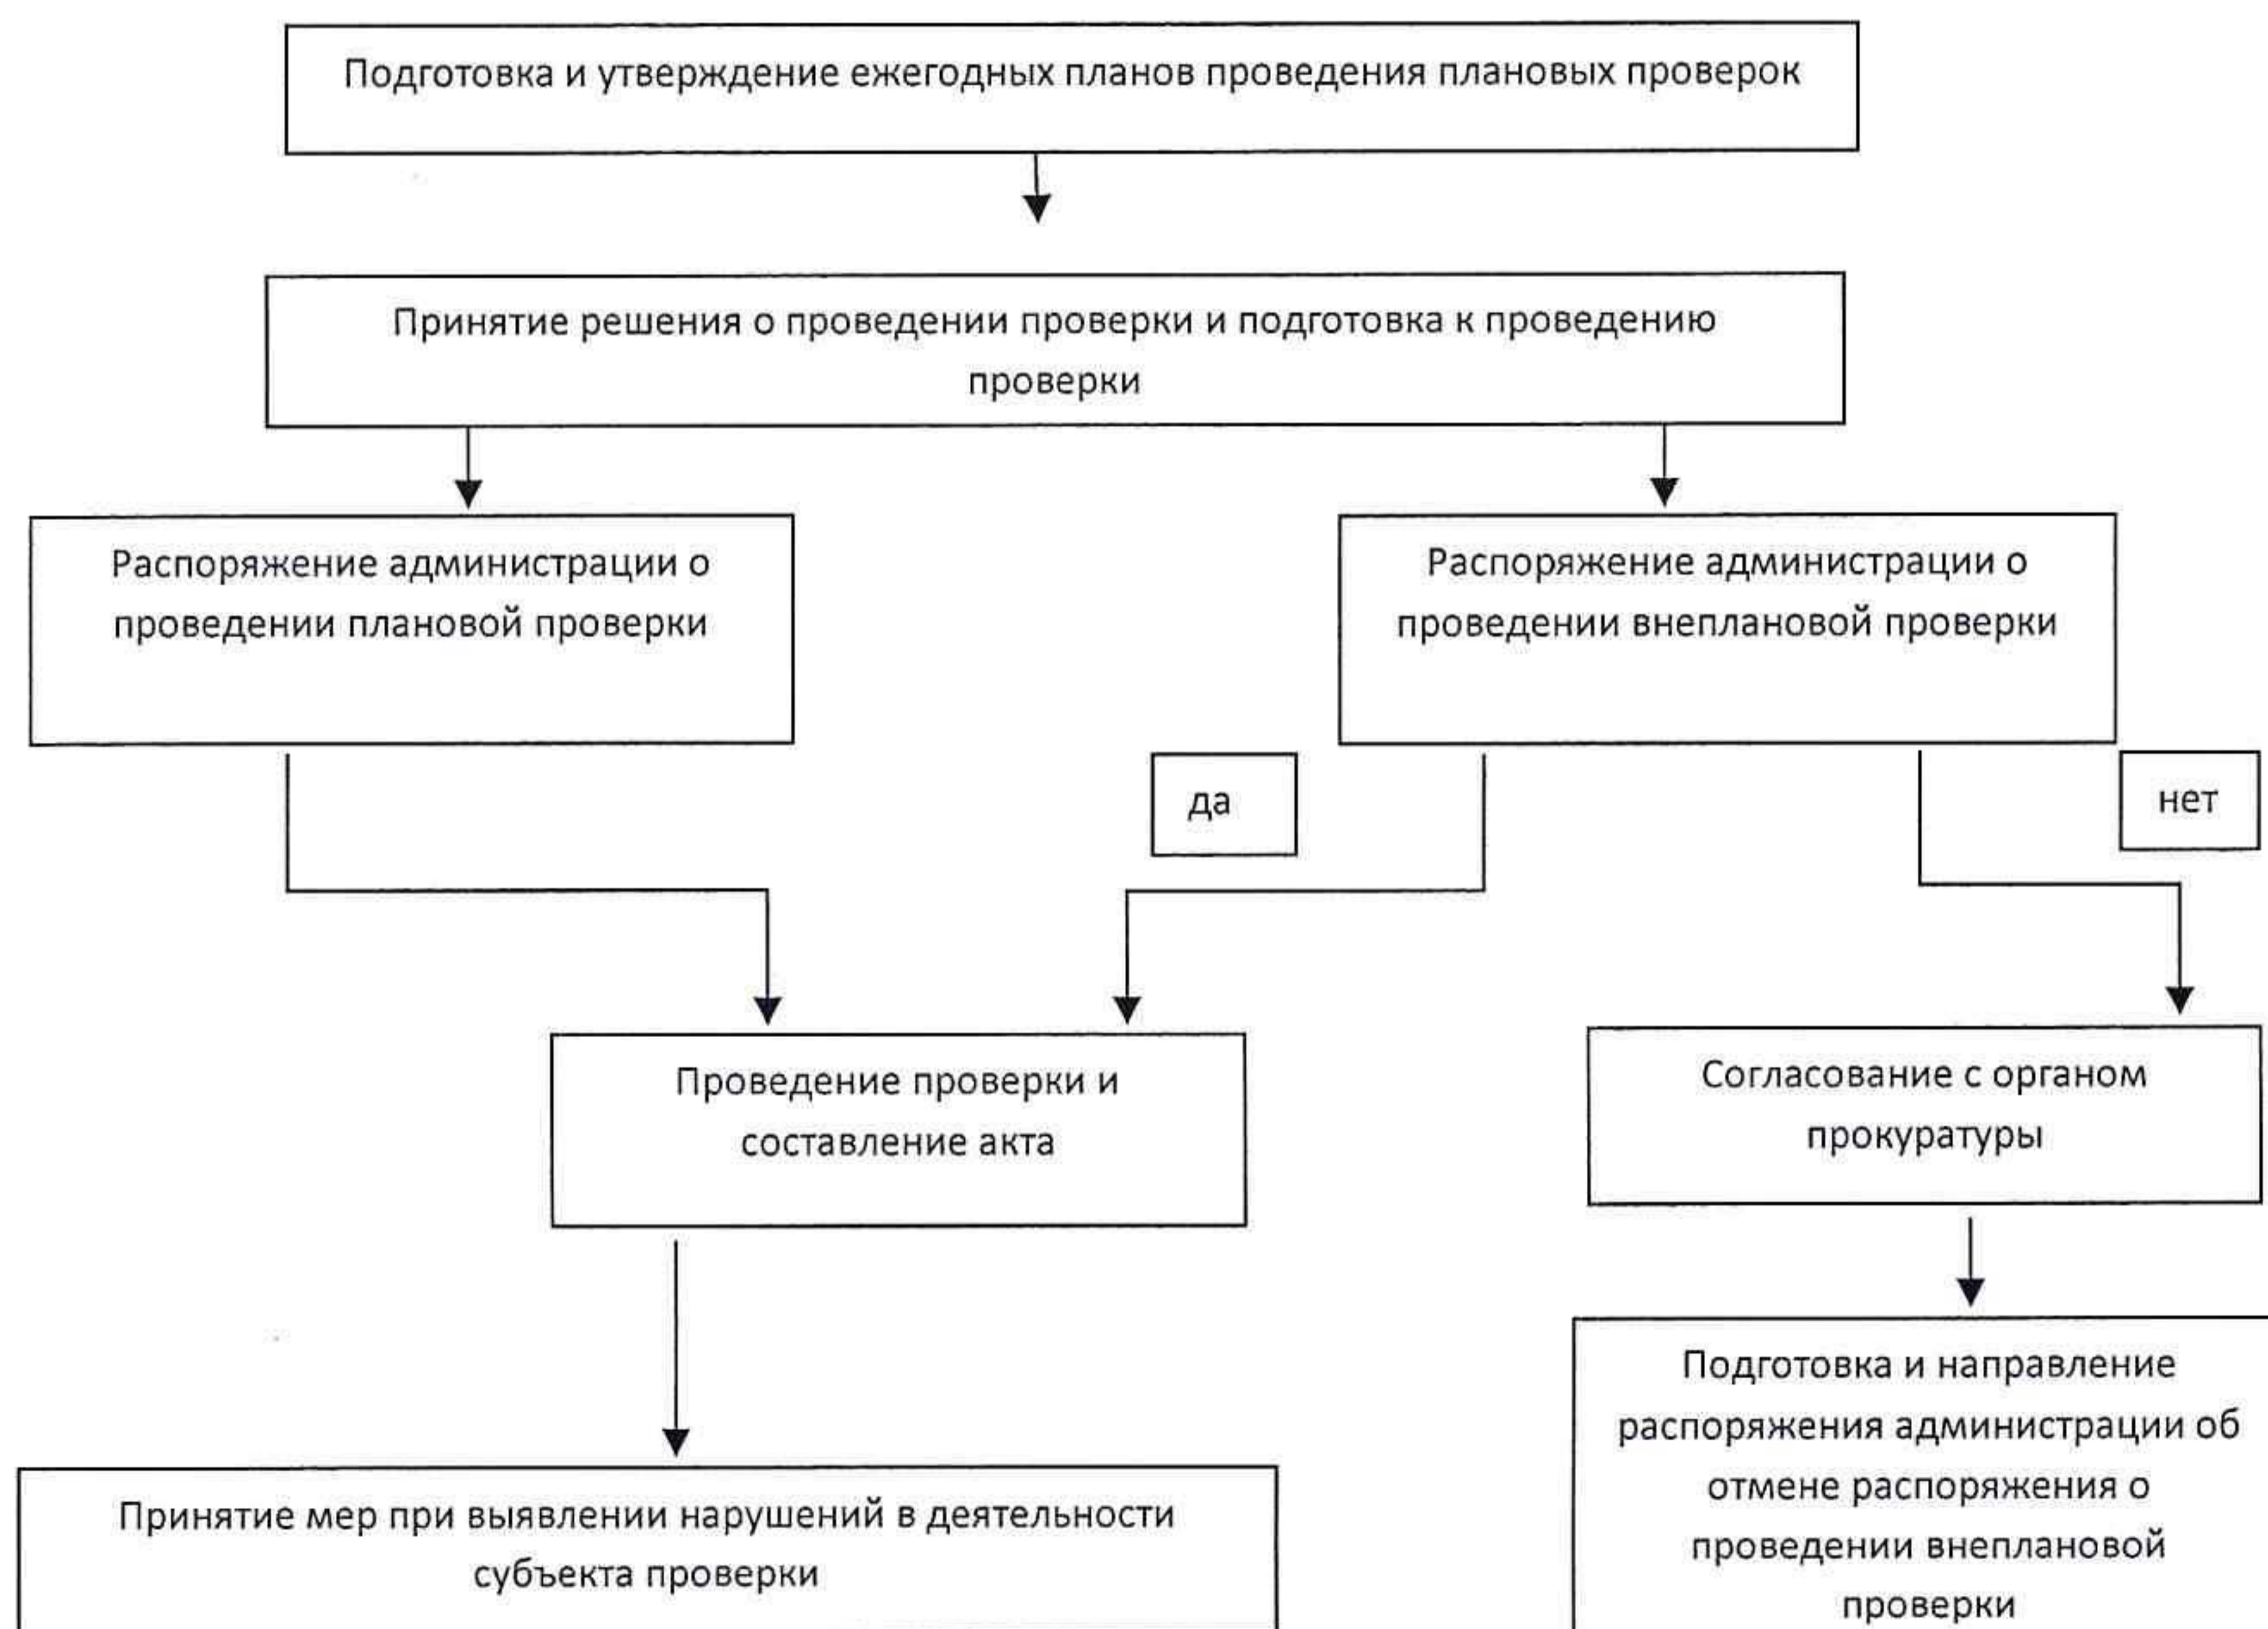 Подготовка и утверждение ежегодных планов проведения плановых проверок
Принятие решения о проведении проверки и подготовка к проведению
проверки
Распоряжение администрации о
проведении плановой проверки
Распоряжение администрации о
проведении внеплановой проверки
да
нет
Проведение проверки и
составление акта
Согласование с органом
прокуратуры
Принятие мер при выявлении нарушений в деятельности
субъекта проверки
Подготовка и направление
распоряжения администрации об
отмене распоряжения о
проведении внеплановой
проверки